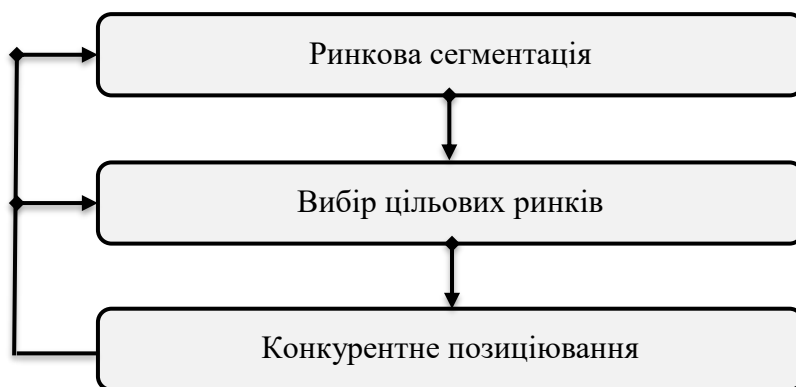 Ринкова сегментація
Вибір цільових ринків
Конкурентне позиціювання